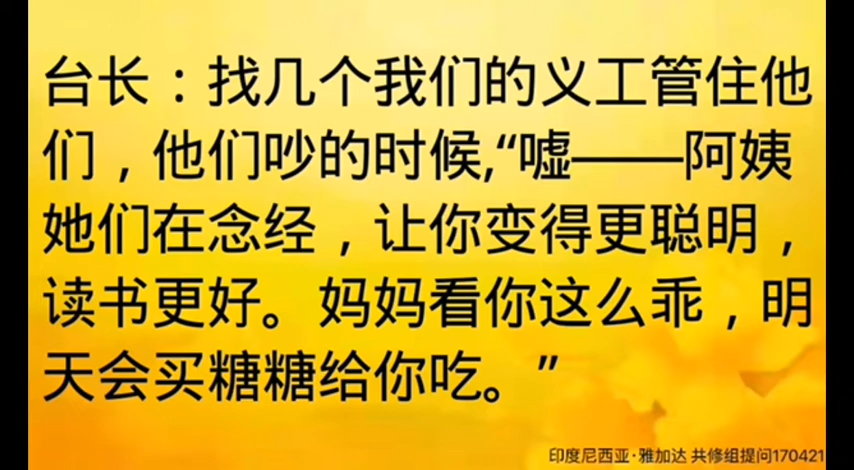 台长：找几个我们的义工管住他
们，他们吵的时候,“嘘——阿姨
她们在念经，让你变得更聪明，
读书更好。妈妈看你这么乖，明
天会买糖糖给你吃。”
印度尼西亚·雅加达 共修组提问170421